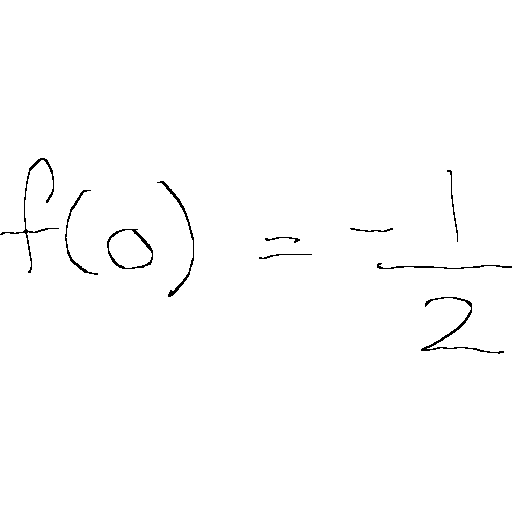 f(0) = -1/2